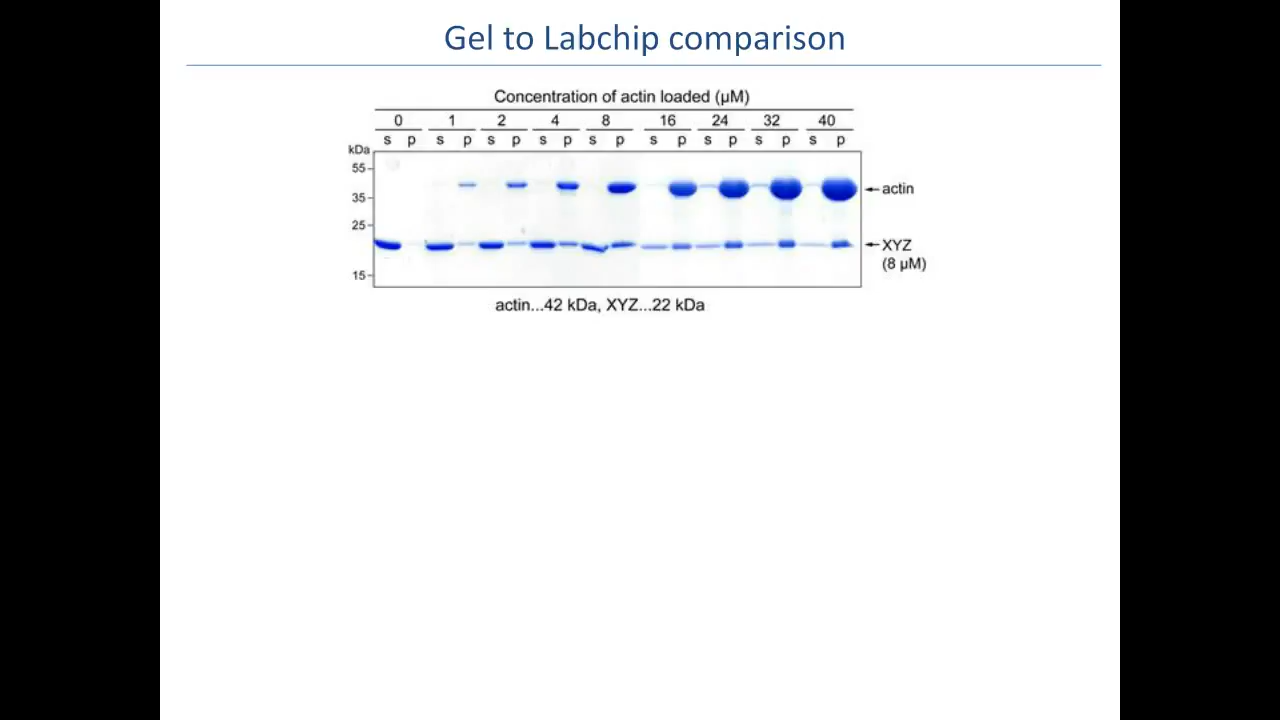 Gel to Labchip comparison
Concentration of actin loaded (µM)
0 1 2 4 8 16 24 32 40
s p s p s p s p s p s p s p s p s p
kDa
55
35
25
15
actin
XYZ
(8 µM)
actin...42 kDa, XYZ...22 kDa